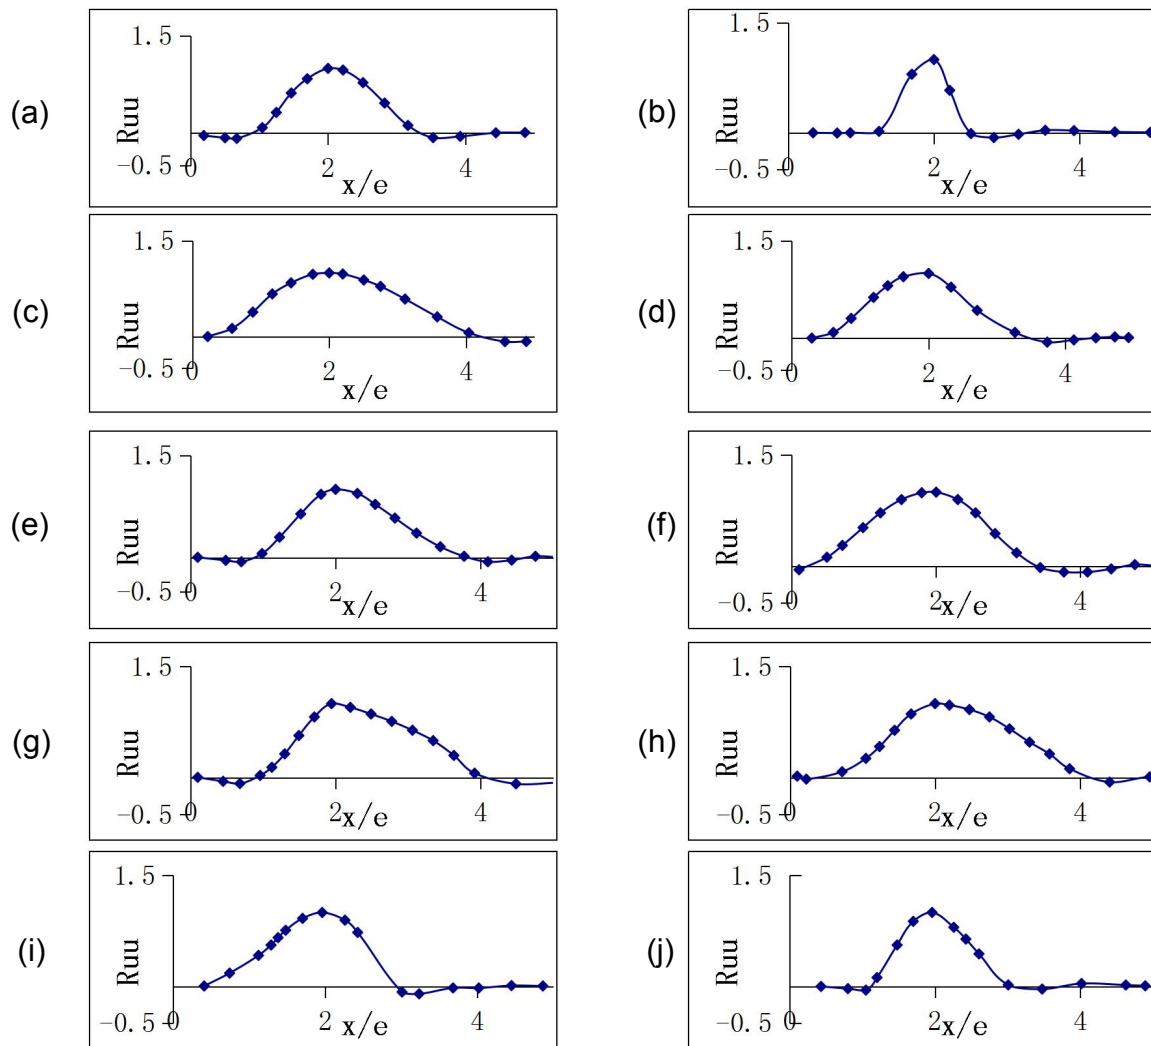 (a) 1.5 Ruu -0.5 0 2 4 x/e
(b) 1.5 Ruu -0.5 0 2 4 x/e
(c) 1.5 Ruu -0.5 0 2 4 x/e
(d) 1.5 Ruu -0.5 0 2 4 x/e
(e) 1.5 Ruu -0.5 0 2 4 x/e
(f) 1.5 Ruu -0.5 0 2 4 x/e
(g) 1.5 Ruu -0.5 0 2 4 x/e
(h) 1.5 Ruu -0.5 0 2 4 x/e
(i) 1.5 Ruu -0.5 0 2 4 x/e
(j) 1.5 Ruu -0.5 0 2 4 x/e